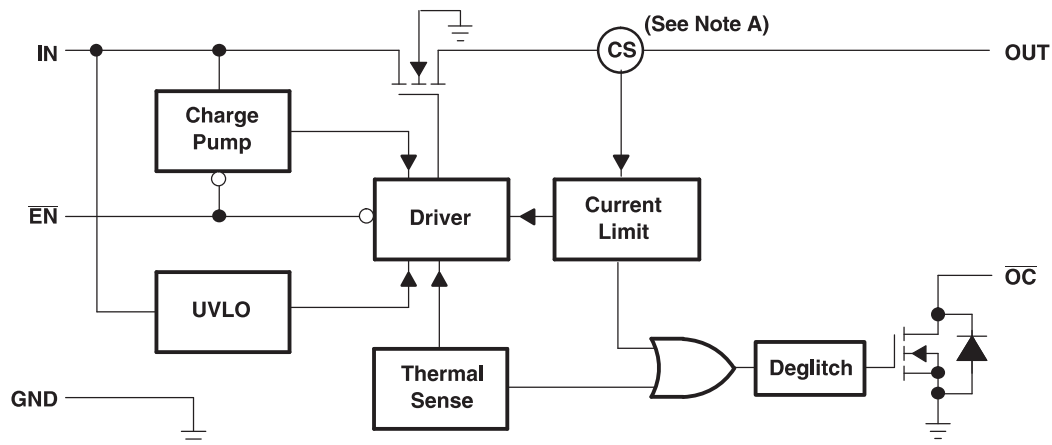 (See Note A)
IN
CS
OUT
Charge
Pump
EN
Driver
Current
Limit
OC
UVLO
Thermal
Sense
Deglitch
GND